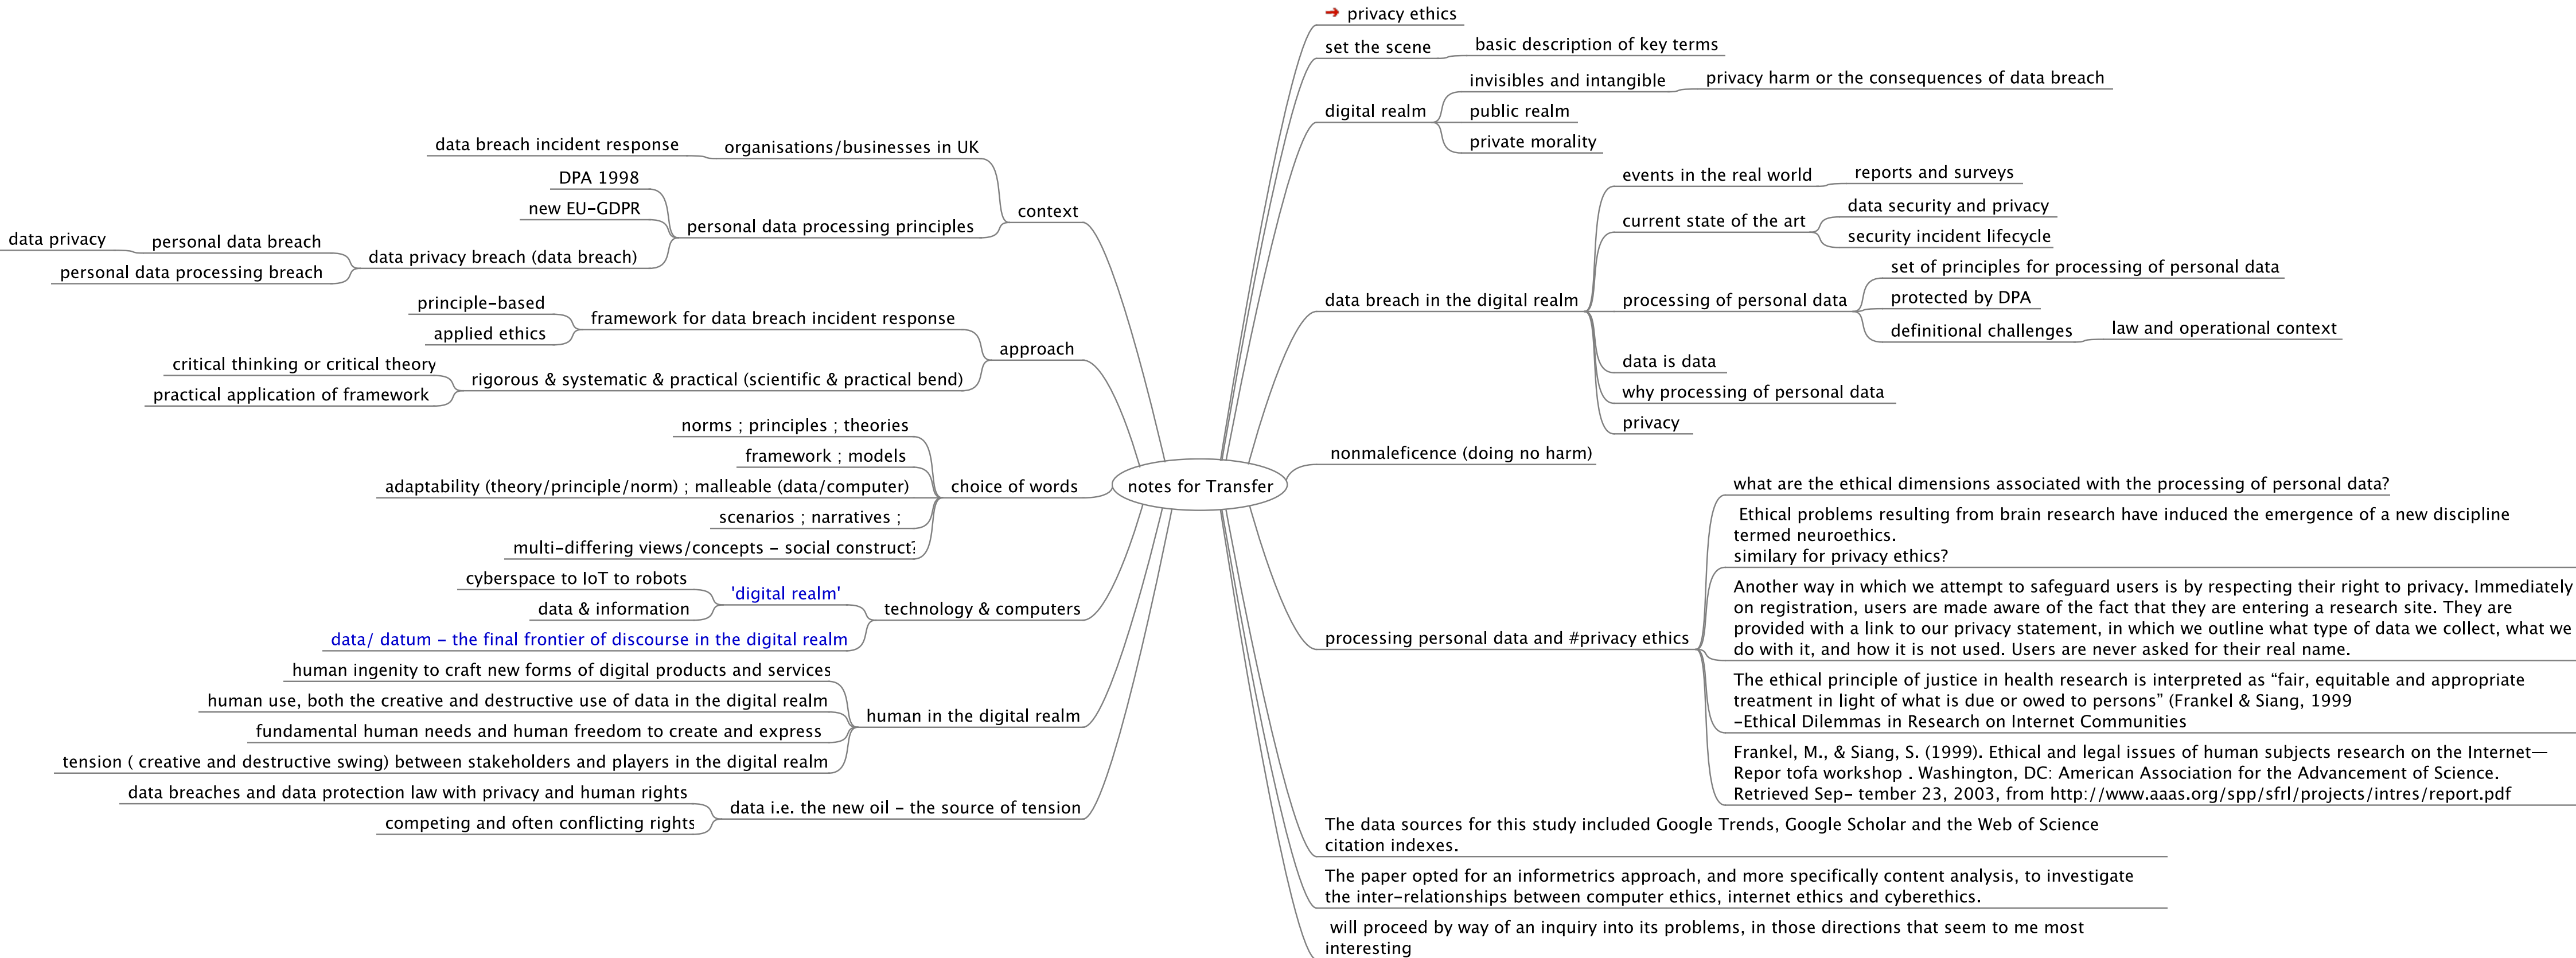 notes for Transfer
privacy ethics
set the scene
basic description of key terms
digital realm
invisibles and intangible
privacy harm or the consequences of data breach
public realm
private morality
data breach in the digital realm
events in the real world
reports and surveys
current state of the art
data security and privacy
security incident lifecycle
processing of personal data
set of principles for processing of personal data
protected by DPA
definitional challenges
law and operational context
data is data
why processing of personal data
privacy
nonmaleficence (doing no harm)
processing personal data and #privacy ethics
what are the ethical dimensions associated with the processing of personal data?
Ethical problems resulting from brain research have induced the emergence of a new discipline
termed neuroethics.
similary for privacy ethics?
Another way in which we attempt to safeguard users is by respecting their right to privacy. Immediately
on registration, users are made aware of the fact that they are entering a research site. They are
provided with a link to our privacy statement, in which we outline what type of data we collect, what we
do with it, and how it is not used. Users are never asked for their real name.
The ethical principle of justice in health research is interpreted as “fair, equitable and appropriate
treatment in light of what is due or owed to persons” (Frankel & Siang, 1999
-Ethical Dilemmas in Research on Internet Communities
Frankel, M., & Siang, S. (1999). Ethical and legal issues of human subjects research on the Internet—
Repor tofa workshop . Washington, DC: American Association for the Advancement of Science.
Retrieved Sep- tember 23, 2003, from http://www.aaas.org/spp/sfrl/projects/intres/report.pdf
The data sources for this study included Google Trends, Google Scholar and the Web of Science
citation indexes.
The paper opted for an informetrics approach, and more specifically content analysis, to investigate
the inter-relationships between computer ethics, internet ethics and cyberethics.
will proceed by way of an inquiry into its problems, in those directions that seem to me most
interesting
context
organisations/businesses in UK
data breach incident response
personal data processing principles
DPA 1998
new EU-GDPR
data privacy breach (data breach)
personal data breach
data privacy
personal data processing breach
approach
framework for data breach incident response
principle-based
applied ethics
rigorous & systematic & practical (scientific & practical bend)
critical thinking or critical theory
practical application of framework
choice of words
norms ; principles ; theories
framework ; models
adaptability (theory/principle/norm) ; malleable (data/computer)
scenarios ; narratives ;
multi-differing views/concepts - social construct?
technology & computers
'digital realm'
cyberspace to IoT to robots
data & information
data/ datum - the final frontier of discourse in the digital realm
human in the digital realm
human ingenity to craft new forms of digital products and services
human use, both the creative and destructive use of data in the digital realm
fundamental human needs and human freedom to create and express
tension ( creative and destructive swing) between stakeholders and players in the digital realm
data i.e. the new oil - the source of tension
data breaches and data protection law with privacy and human rights
competing and often conflicting rights